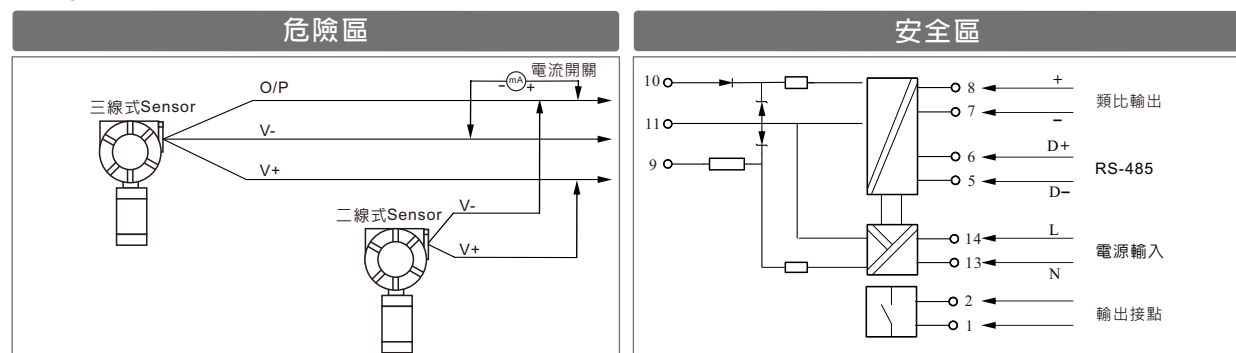 危險區
安全區
三線式Sensor
O/P
V-
V+
電流開關
mA
− +
二線式Sensor
V-
V+
10
11
9
8 + 類比輸出
7 −
6 D+ RS-485
5 D−
14 L 電源輸入
13 N
2 輸出接點
1